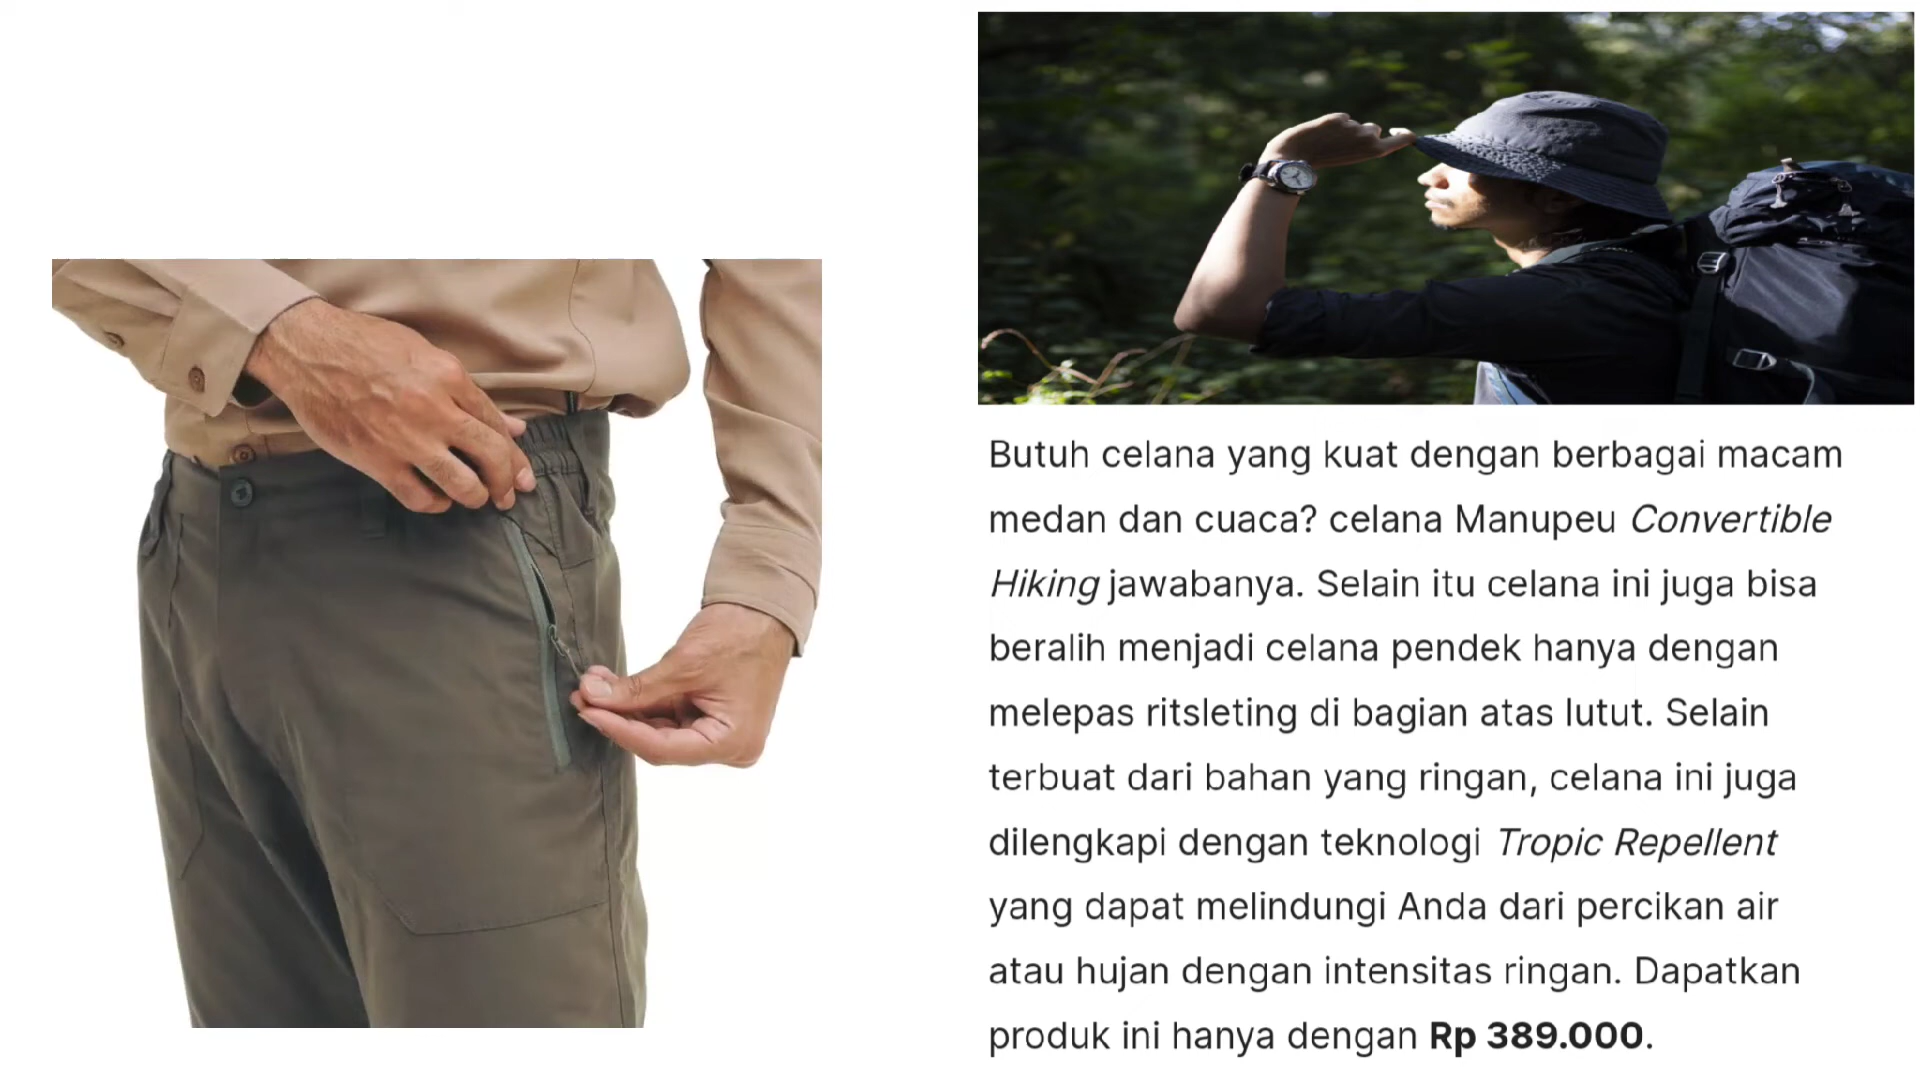 Butuh celana yang kuat dengan berbagai macam
medan dan cuaca? celana Manupeu Convertible
Hiking jawabanya. Selain itu celana ini juga bisa
beralih menjadi celana pendek hanya dengan
melepas ritsleting di bagian atas lutut. Selain
terbuat dari bahan yang ringan, celana ini juga
dilengkapi dengan teknologi Tropic Repellent
yang dapat melindungi Anda dari percikan air
atau hujan dengan intensitas ringan. Dapatkan
produk ini hanya dengan Rp 389.000.